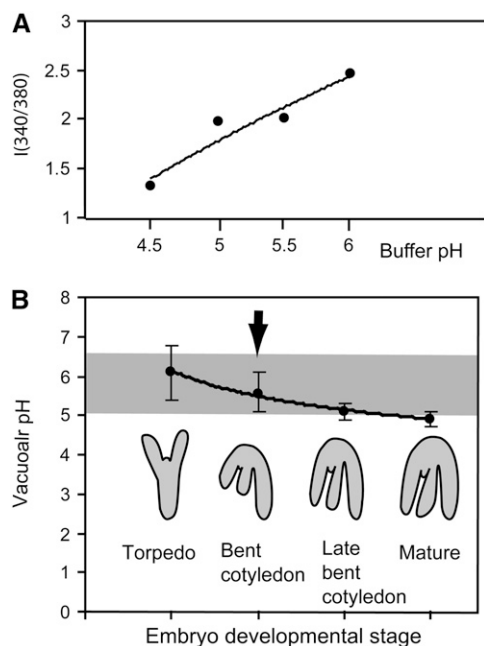 A
3
2.5
2
1.5
1
I(340/380)
4.5 5 5.5 6 Buffer pH
B
8
7
6
5
4
3
2
1
0
Vacuoalr pH
Torpedo
Bent
cotyledon
Late
bent
cotyledon
Mature
Embryo developmental stage